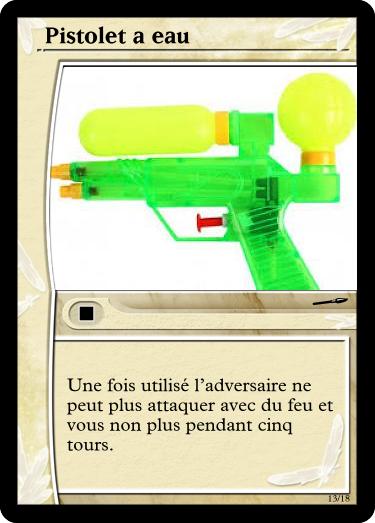 Pistolet a eau
Une fois utilisé l'adversaire ne
peut plus attaquer avec du feu et
vous non plus pendant cinq
tours.
13/18